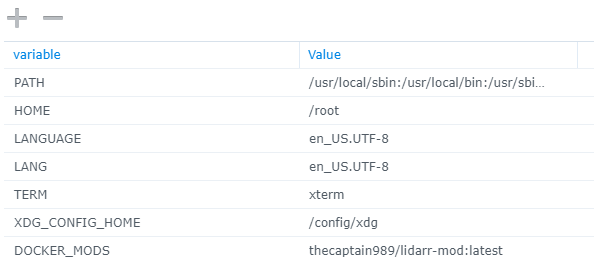 variable Value
PATH /usr/local/sbin:/usr/local/bin:/usr/sbi...
HOME /root
LANGUAGE en_US.UTF-8
LANG en_US.UTF-8
TERM xterm
XDG_CONFIG_HOME /config/xdg
DOCKER_MODS thecaptain989/lidarr-mod:latest